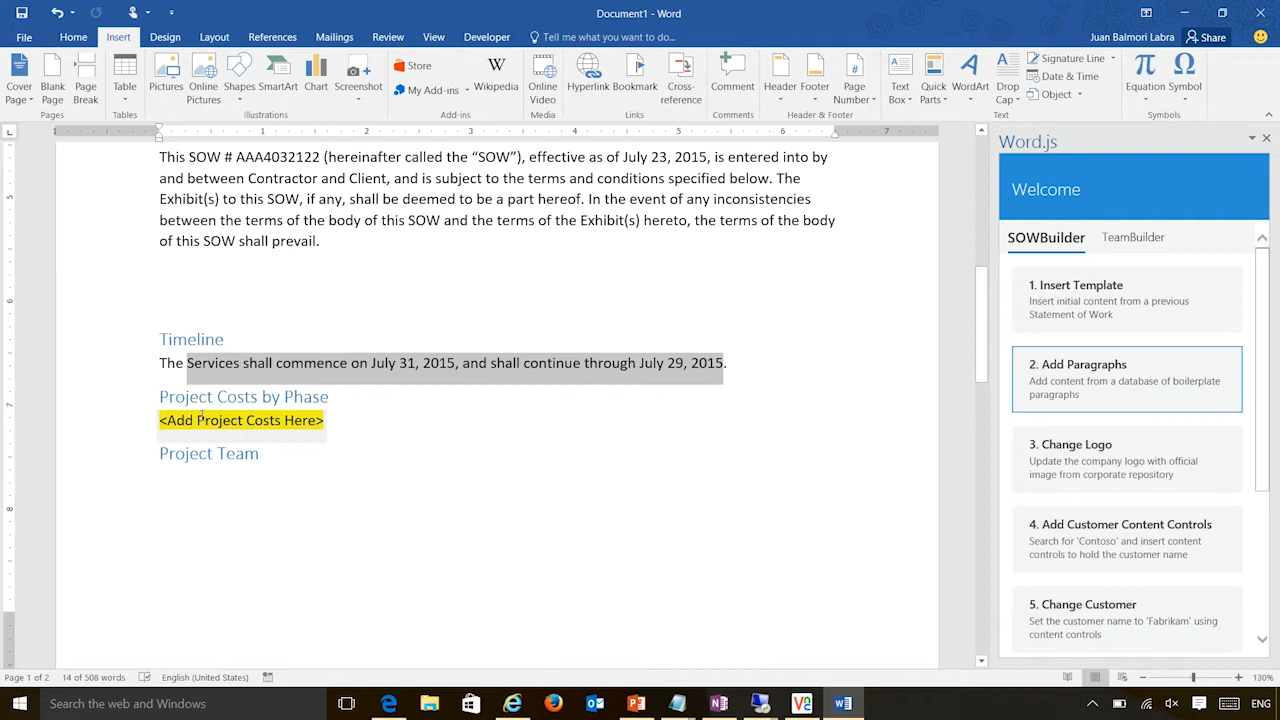 Document1 - Word
File Home Insert Design Layout References Mailings Review View Developer Tell me what you want to do... Juan Balmori Labra Share
Cover Page Blank Page Page Break Table Pictures Online Pictures Shapes SmartArt Chart Screenshot Store My Add-ins Wikipedia Online Video Hyperlink Bookmark Cross-reference Comment Header Footer Page Number Text Box Quick Parts WordArt Drop Cap Signature Line Date & Time Object Equation Symbol
Pages Tables Illustrations Add-ins Media Links Comments Header & Footer Text Symbols
1 1 2 3 4 5 6 7
This SOW # AAA4032122 (hereinafter called the “SOW”), effective as of July 23, 2015, is entered into by
and between Contractor and Client, and is subject to the terms and conditions specified below. The
Exhibit(s) to this SOW, if any, shall be deemed to be a part hereof. In the event of any inconsistencies
between the terms of the body of this SOW and the terms of the Exhibit(s) hereto, the terms of the body
of this SOW shall prevail.
Timeline
The Services shall commence on July 31, 2015, and shall continue through July 29, 2015.
Project Costs by Phase
<Add Project Costs Here>
Project Team
5
6
7
8
Word.js
Welcome
SOWBuilder TeamBuilder
1. Insert Template
Insert initial content from a previous
Statement of Work
2. Add Paragraphs
Add content from a database of boilerplate
paragraphs
3. Change Logo
Update the company logo with official
image from corporate repository
4. Add Customer Content Controls
Search for 'Contoso' and insert content
controls to hold the customer name
5. Change Customer
Set the customer name to 'Fabrikam' using
content controls
Page 1 of 2 14 of 508 words English (United States) 130%
Search the web and Windows ENG